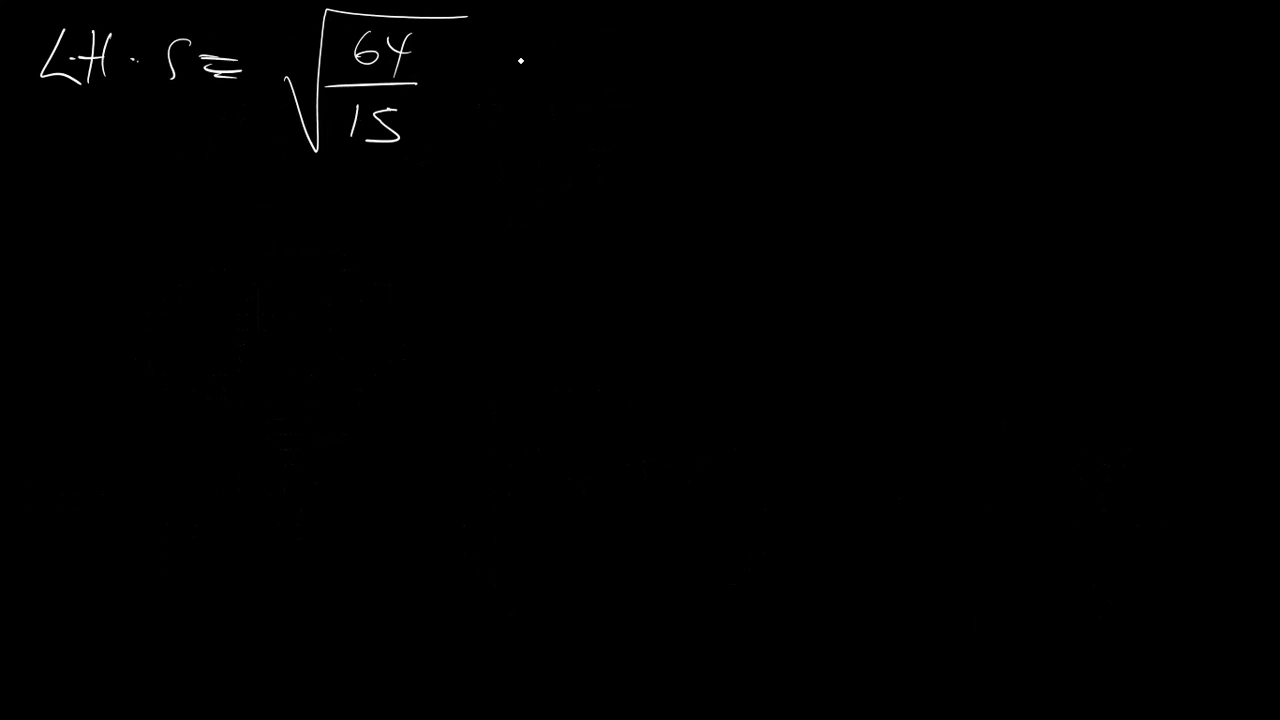 L·H·S = √(64/15)